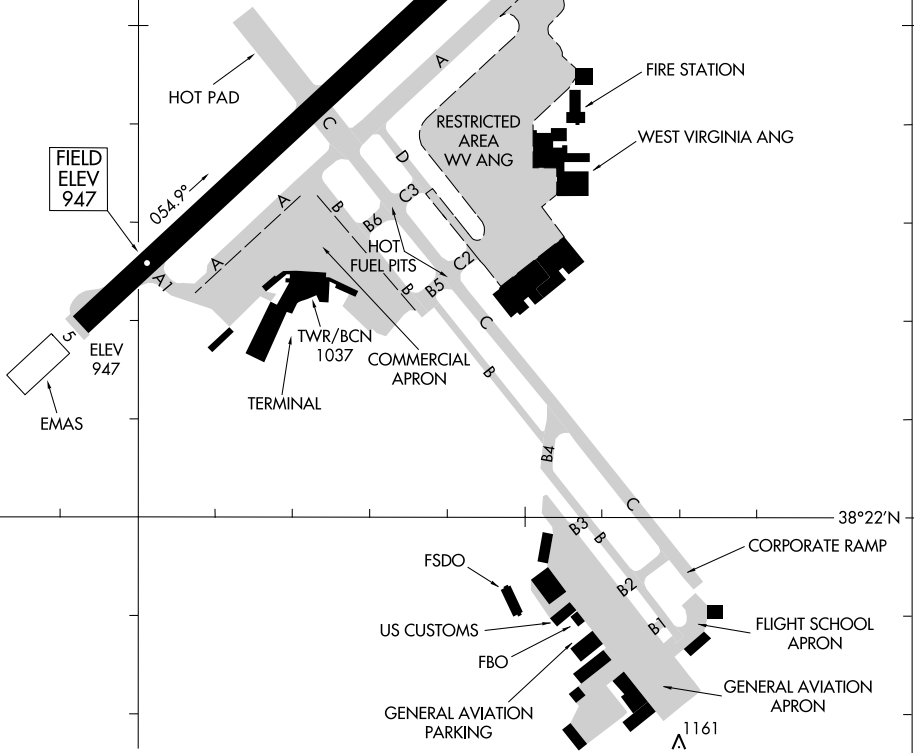 HOT PAD
A
FIRE STATION
C
RESTRICTED
AREA
WV ANG
WEST VIRGINIA ANG
FIELD
ELEV
947
054.9°
D
A
B
B6
C3
HOT
FUEL PITS
A
A1
C2
B
B5
C
5
ELEV
947
TWR/BCN
1037
COMMERCIAL
APRON
B
TERMINAL
EMAS
B4
C
38°22'N
B3
B
CORPORATE RAMP
FSDO
B2
US CUSTOMS
B1
FLIGHT SCHOOL
APRON
FBO
GENERAL AVIATION
APRON
GENERAL AVIATION
PARKING
1161